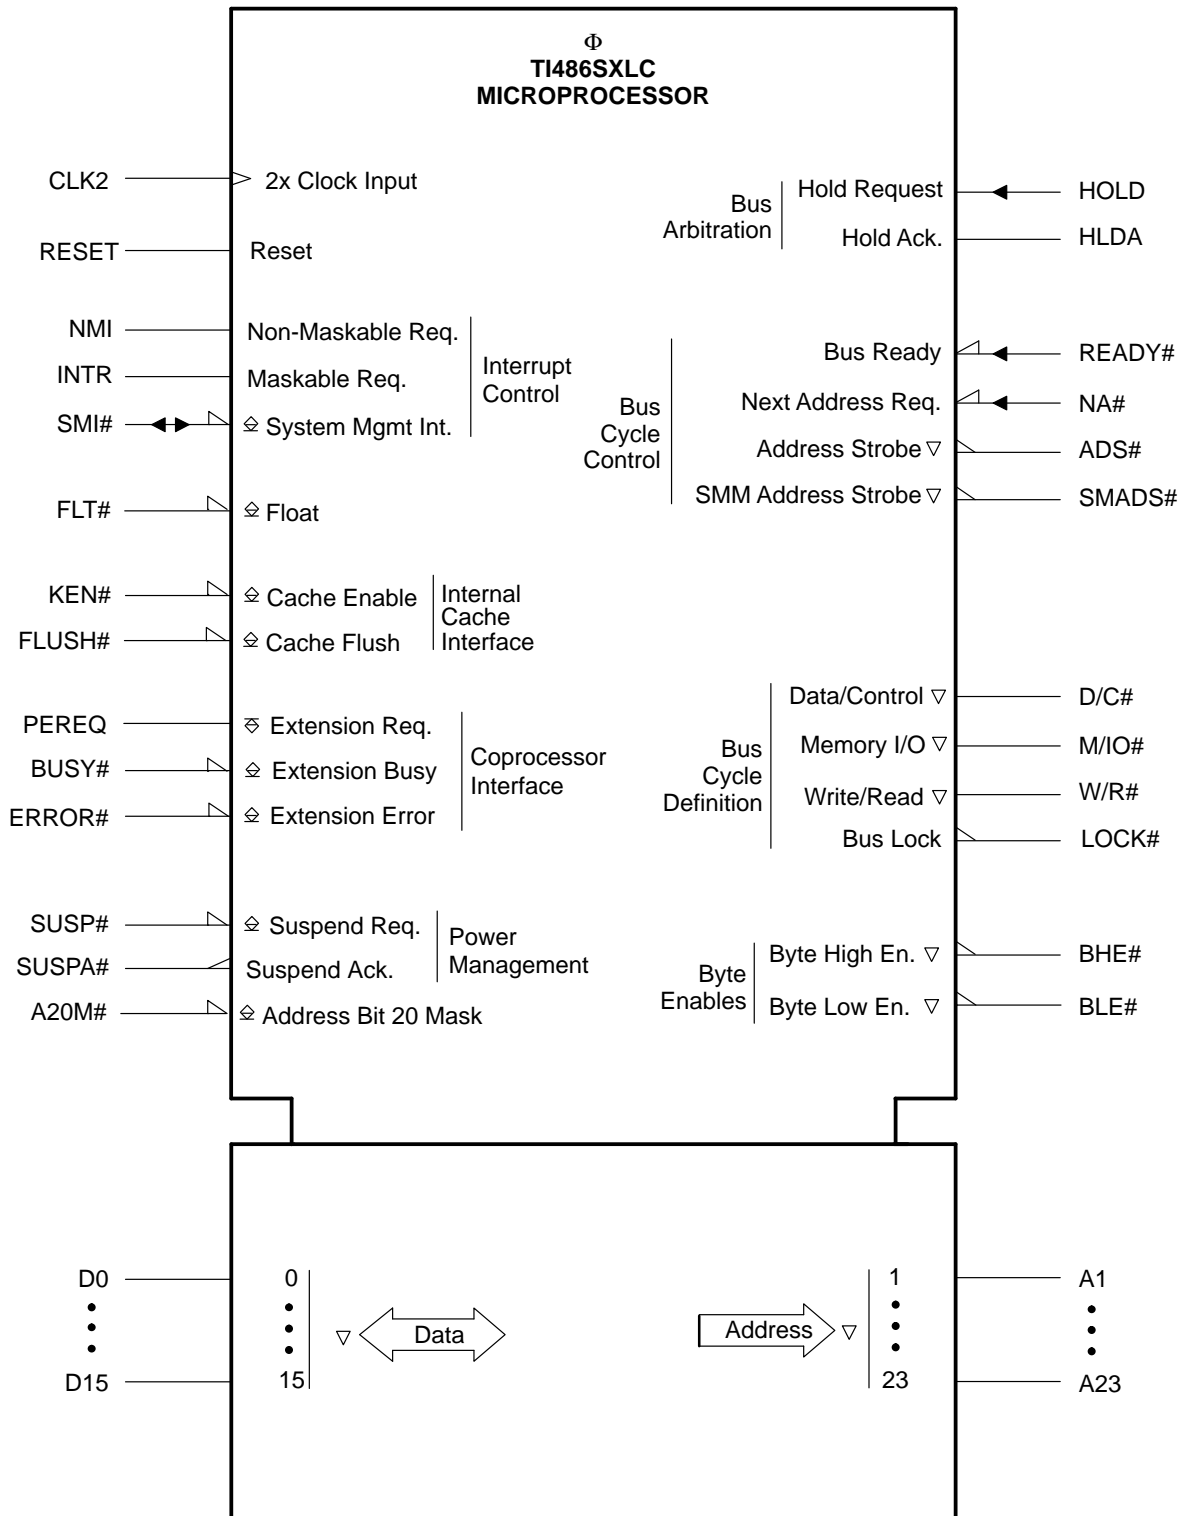 Φ
TI486SXLC
MICROPROCESSOR
CLK2
2x Clock Input
RESET
Reset
NMI
Non-Maskable Req.
INTR
Maskable Req.
SMI#
System Mgmt Int.
Interrupt
Control
FLT#
Float
KEN#
Cache Enable
FLUSH#
Cache Flush
Internal
Cache
Interface
PEREQ
Extension Req.
BUSY#
Extension Busy
ERROR#
Extension Error
Coprocessor
Interface
SUSP#
Suspend Req.
SUSPA#
Suspend Ack.
Power
Management
A20M#
Address Bit 20 Mask
Bus
Arbitration
Hold Request
HOLD
Hold Ack.
HLDA
Bus
Cycle
Control
Bus Ready
READY#
Next Address Req.
NA#
Address Strobe
ADS#
SMM Address Strobe
SMADS#
Bus
Cycle
Definition
Data/Control
D/C#
Memory I/O
M/IO#
Write/Read
W/R#
Bus Lock
LOCK#
Byte
Enables
Byte High En.
BHE#
Byte Low En.
BLE#
D0
0
D15
15
Data
Address
1
A1
23
A23